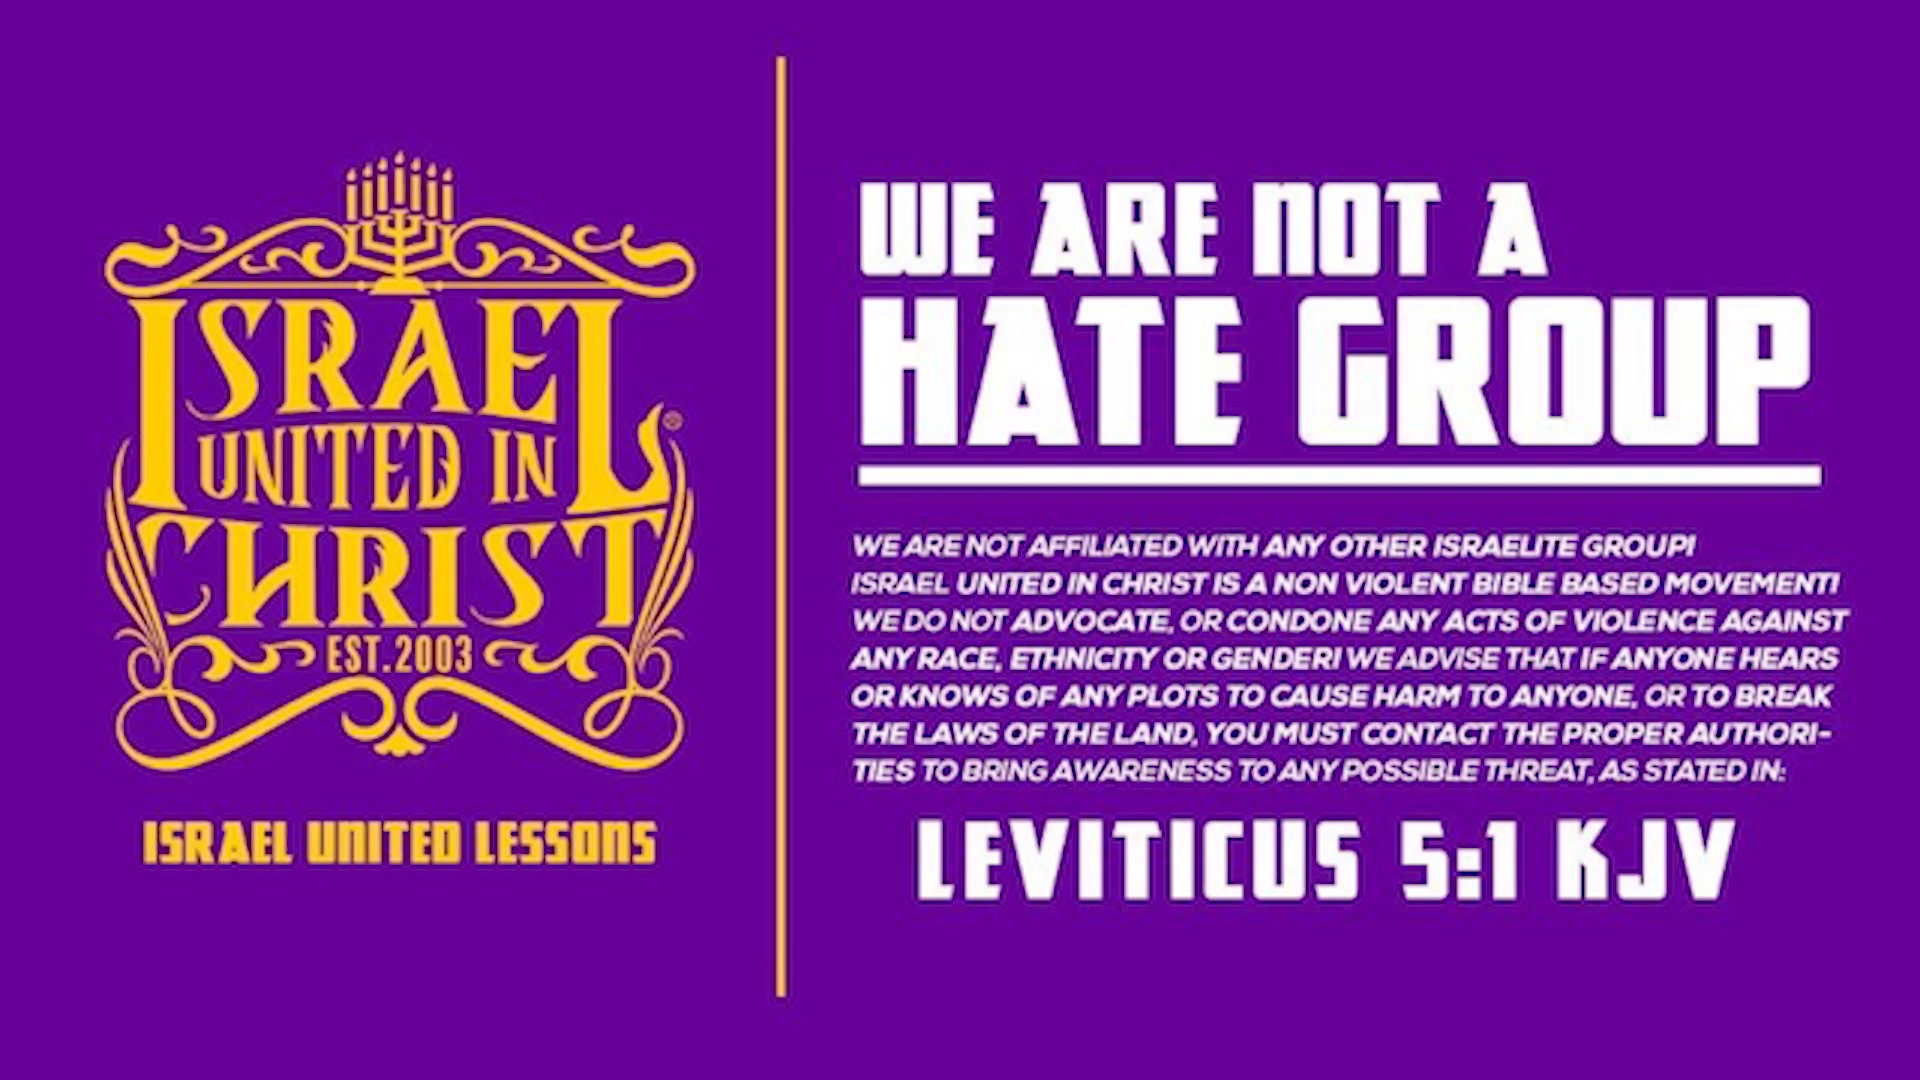 ISRAEL
UNITED IN
CHRIST
®
EST.2003
ISRAEL UNITED LESSONS
WE ARE NOT A
HATE GROUP
WE ARE NOT AFFILIATED WITH ANY OTHER ISRAELITE GROUP!
ISRAEL UNITED IN CHRIST IS A NON VIOLENT BIBLE BASED MOVEMENT!
WE DO NOT ADVOCATE, OR CONDONE ANY ACTS OF VIOLENCE AGAINST
ANY RACE, ETHNICITY OR GENDER! WE ADVISE THAT IF ANYONE HEARS
OR KNOWS OF ANY PLOTS TO CAUSE HARM TO ANYONE, OR TO BREAK
THE LAWS OF THE LAND, YOU MUST CONTACT THE PROPER AUTHORI-
TIES TO BRING AWARENESS TO ANY POSSIBLE THREAT, AS STATED IN:
LEVITICUS 5:1 KJV